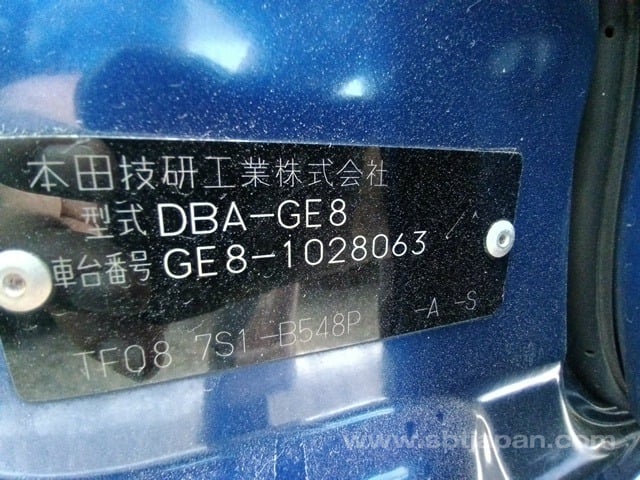 本田技研工業株式会社
型式 DBA-GE8
車台番号 GE8-1028063
TF08 7S1-B548P -A -S
www.sbtjapan.com